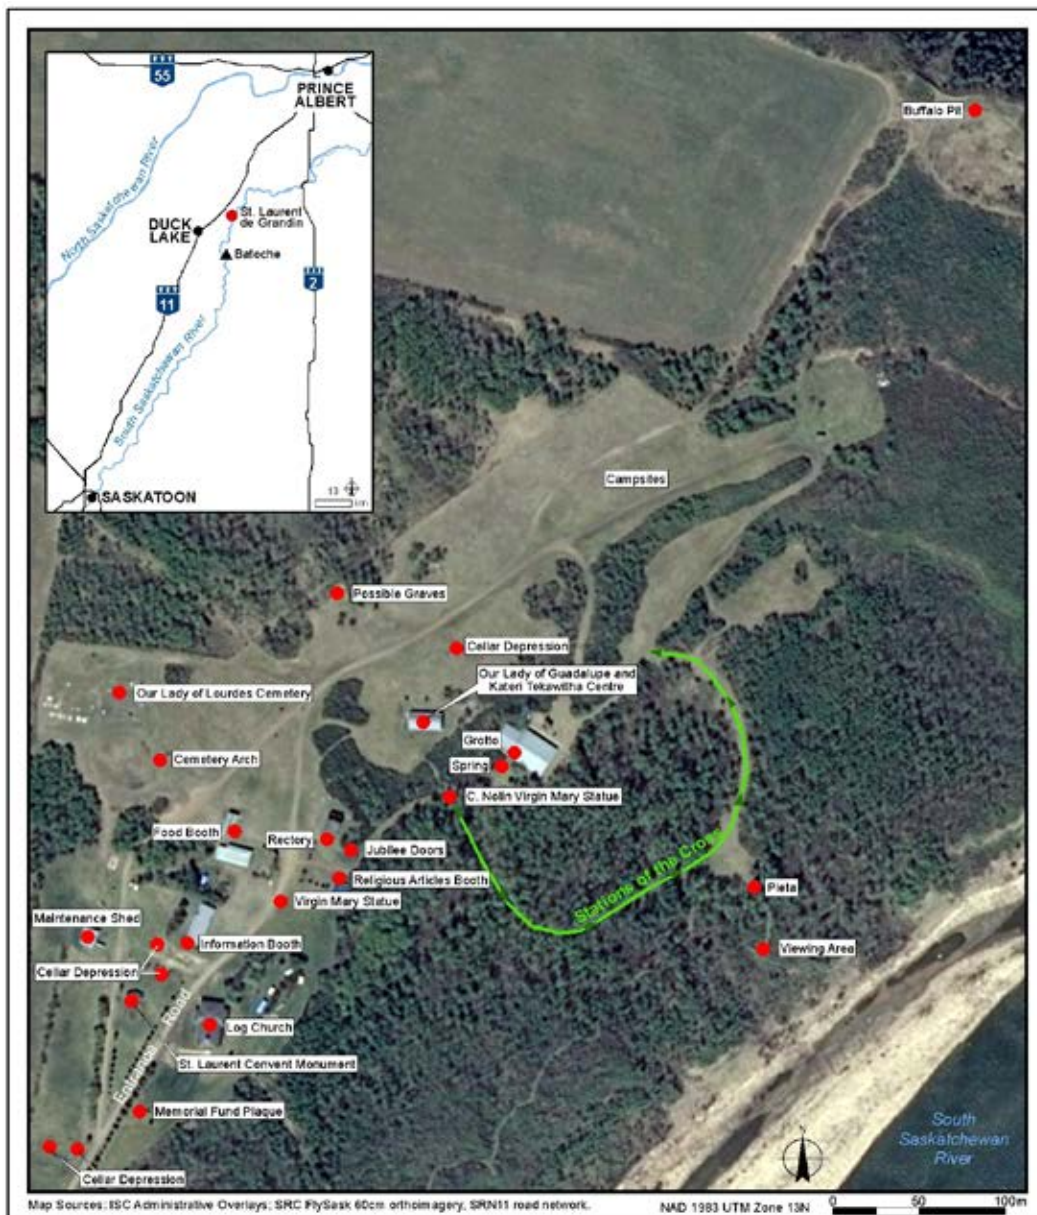 55
PRINCE
ALBERT
North Saskatchewan River
St. Laurent
de Grandin
DUCK
LAKE
Batoche
2
11
South Saskatchewan River
13
km
SASKATOON
Buffalo Pit
Campsites
Possible Graves
Cellar Depression
Our Lady of Guadalupe and
Kateri Tekawitha Centre
Our Lady of Lourdes Cemetery
Grotto
Cemetery Arch
Spring
C. Nolin Virgin Mary Statue
Food Booth
Rectory
Jubilee Doors
Religious Articles Booth
Stations of the Cross
Pieta
Virgin Mary Statue
Maintenance Shed
Information Booth
Viewing Area
Cellar Depression
Entrance Road
Log Church
St. Laurent Convent Monument
Memorial Fund Plaque
South
Saskatchewan
River
Cellar Depression
Map Sources: ISC Administrative Overlays; SRC FlySask 60cm orthoimagery, SRN11 road network.
NAD 1983 UTM Zone 13N
0 50 100m